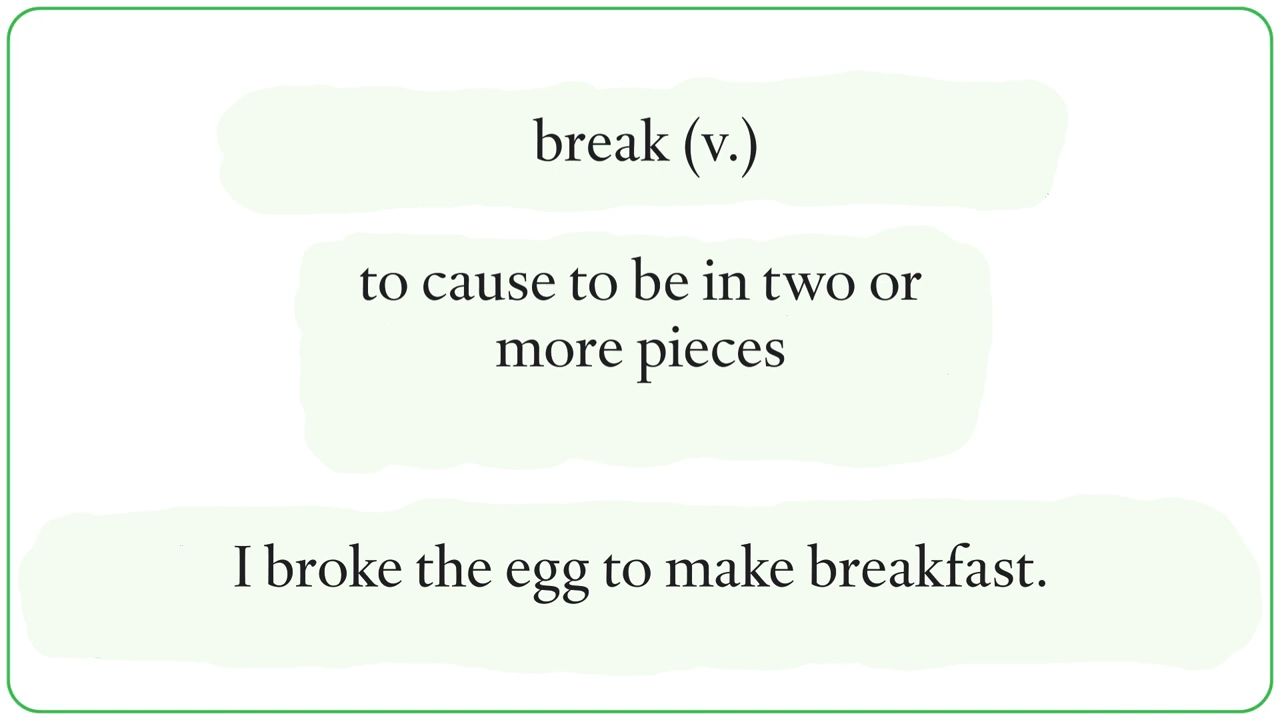 break (v.)
to cause to be in two or
more pieces
I broke the egg to make breakfast.